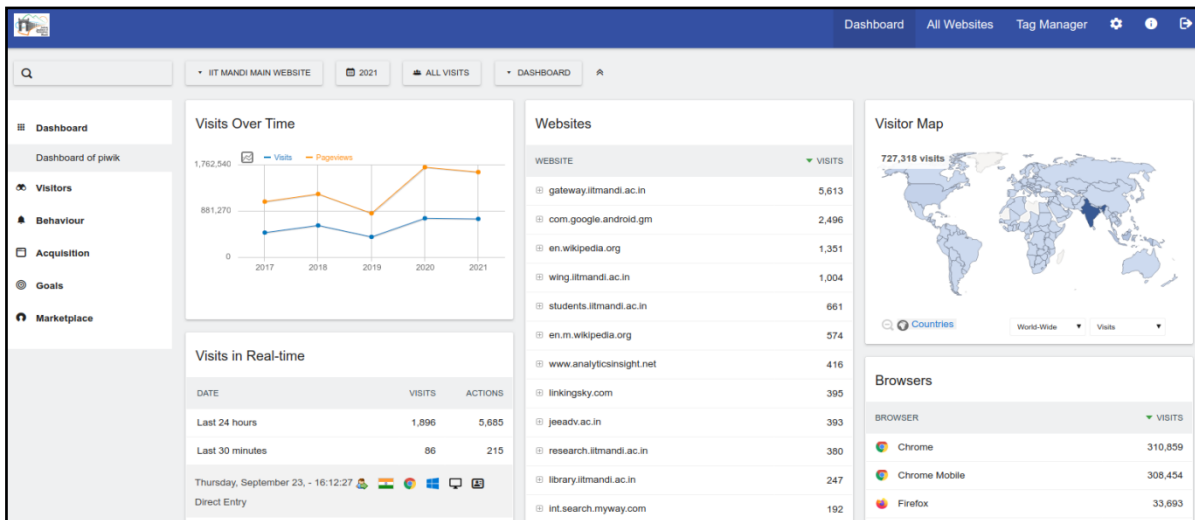 Dashboard All Websites Tag Manager
IIT MANDI MAIN WEBSITE 2021 ALL VISITS DASHBOARD
Dashboard
Dashboard of piwik
Visitors
Behaviour
Acquisition
Goals
Marketplace
Visits Over Time
Visits Pageviews
1,762,540
881,270
0
2017 2018 2019 2020 2021
Visits in Real-time
DATE VISITS ACTIONS
Last 24 hours 1,896 5,685
Last 30 minutes 86 215
Thursday, September 23, - 16:12:27
Direct Entry
Websites
WEBSITE VISITS
gateway.iitmandi.ac.in 5,613
com.google.android.gm 2,496
en.wikipedia.org 1,351
wing.iitmandi.ac.in 1,004
students.iitmandi.ac.in 661
en.m.wikipedia.org 574
www.analyticsinsight.net 416
linkingsky.com 395
jeeadv.ac.in 393
research.iitmandi.ac.in 380
library.iitmandi.ac.in 247
int.search.myway.com 192
Visitor Map
727,318 visits
Countries World-Wide Visits
Browsers
BROWSER VISITS
Chrome 310,859
Chrome Mobile 308,454
Firefox 33,693